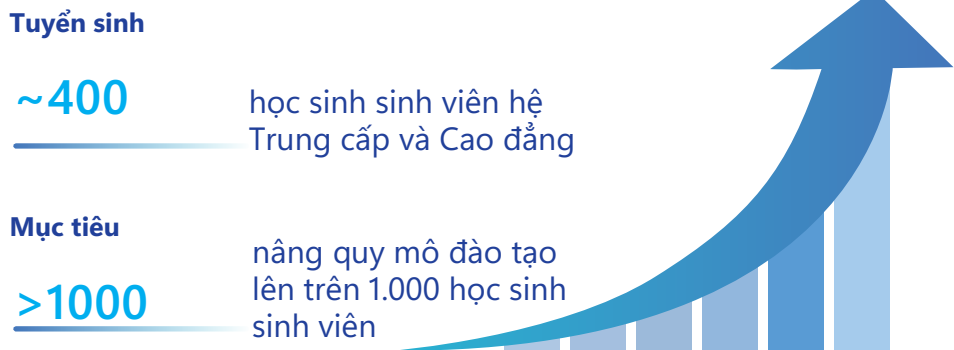 Tuyển sinh
~400
học sinh sinh viên hệ
Trung cấp và Cao đẳng
Mục tiêu
>1000
nâng quy mô đào tạo
lên trên 1.000 học sinh
sinh viên